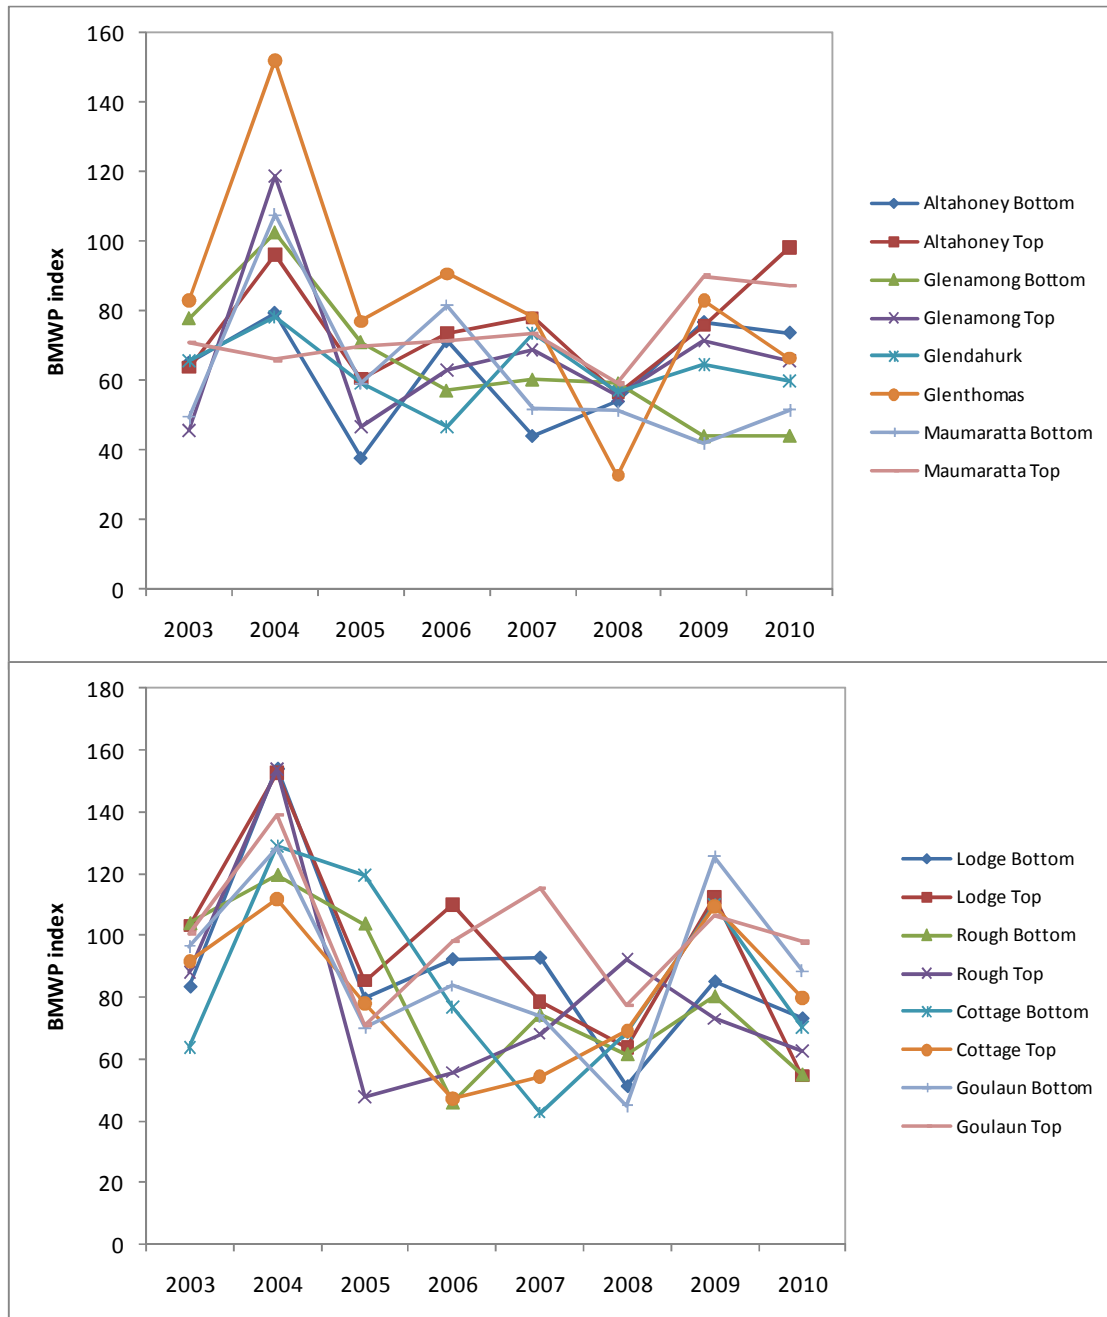 160
140
120
100
80
60
40
20
0
BMWP index
2003 2004 2005 2006 2007 2008 2009 2010
Altahoney Bottom
Altahoney Top
Glenamong Bottom
Glenamong Top
Glendahurk
Glenthomas
Maumaratta Bottom
Maumaratta Top
180
160
140
120
100
80
60
40
20
0
BMWP index
2003 2004 2005 2006 2007 2008 2009 2010
Lodge Bottom
Lodge Top
Rough Bottom
Rough Top
Cottage Bottom
Cottage Top
Goulaun Bottom
Goulaun Top